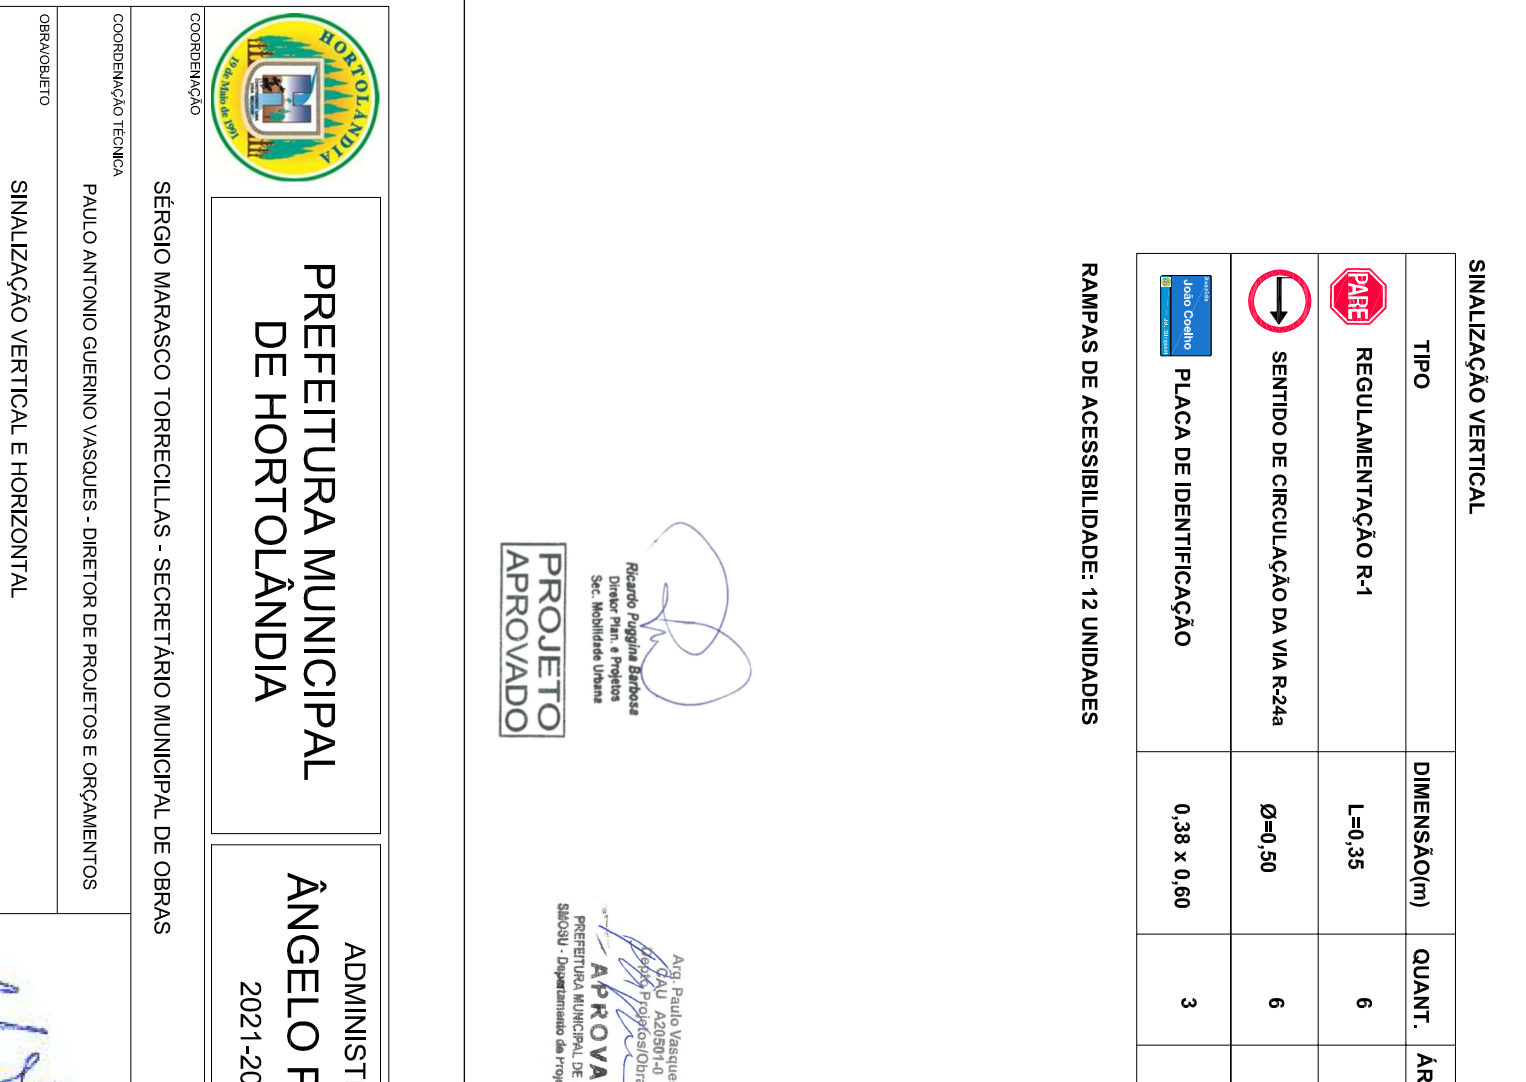 SINALIZAÇÃO VERTICAL
TIPO DIMENSÃO(m) QUANT. ÁR
PARE REGULAMENTAÇÃO R-1 L=0,35 6
SENTIDO DE CIRCULAÇÃO DA VIA R-24a Ø=0,50 6
Avenida
João Coelho
PLACA DE IDENTIFICAÇÃO 0,38 x 0,60 3
RAMPAS DE ACESSIBILIDADE: 12 UNIDADES
Ricardo Puggina Barbosa
Diretor Plan. e Projetos
Sec. Mobilidade Urbana
PROJETO
APROVADO
Arq. Paulo Vasque
CAU A20501-0
Depto Projetos/Obra
APROVA
PREFEITURA MUNICIPAL DE
SMOSU - Departamento de Proje
HORTOLANDIA
19 de Maio de 1991
PREFEITURA MUNICIPAL
DE HORTOLÂNDIA
ADMINIST
ÂNGELO
2021-20
COORDENAÇÃO
SÉRGIO MARASCO TORRECILLAS - SECRETÁRIO MUNICIPAL DE OBRAS
COORDENAÇÃO TÉCNICA
PAULO ANTONIO GUERINO VASQUES - DIRETOR DE PROJETOS E ORÇAMENTOS
OBRA/OBJETO
SINALIZAÇÃO VERTICAL E HORIZONTAL